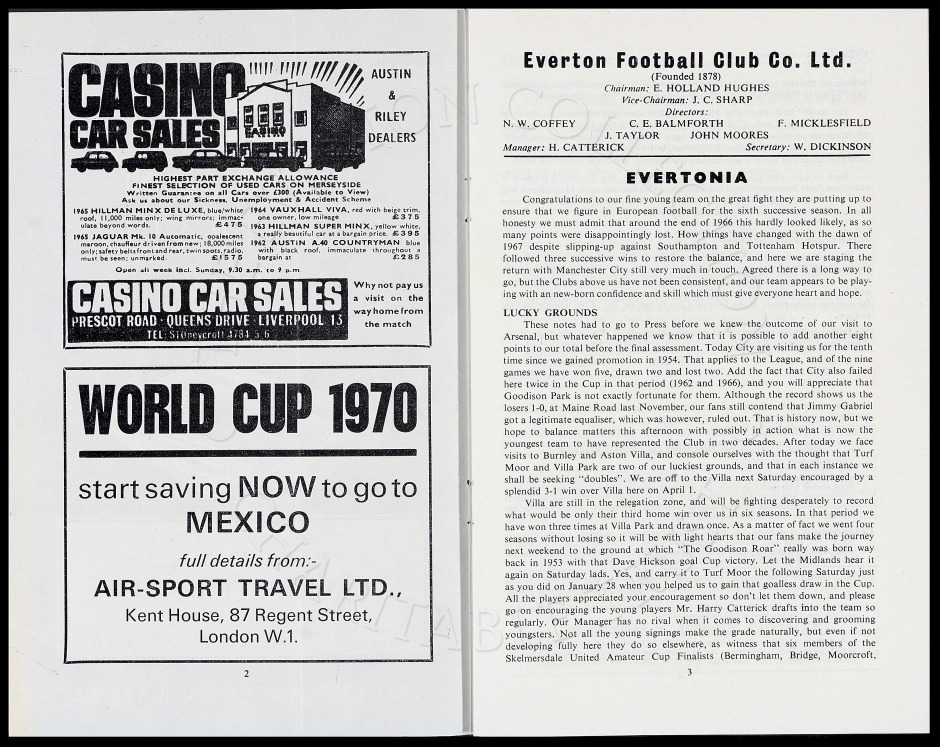 CASINO
CAR SALES
AUSTIN
&
RILEY
DEALERS
CASINO
HIGHEST PART EXCHANGE ALLOWANCE
FINEST SELECTION OF USED CARS ON MERSEYSIDE
Written Guarantee on all Cars over £300 (Available to View)
Ask us about our Sickness, Unemployment & Accident Scheme
1965 HILLMAN MINX DE LUXE, blue/white
roof, 11,000 miles only; wing mirrors; immac-
ulate beyond words. £475
1965 JAGUAR Mk. 10 Automatic, opalescent
maroon, chauffeur driven from new; 18,000 miles
only; safety belts front and rear, twin spots, radio,
must be seen; unmarked. £1575
1964 VAUXHALL VIVA, red with beige trim,
one owner, low mileage £375
1963 HILLMAN SUPER MINX, yellow white,
a really beautiful car at a bargain price. £395
1962 AUSTIN A.40 COUNTRYMAN blue
with black roof, immaculate throughout a
bargain at £285
Open all week incl. Sunday, 9.30 a.m. to 9 p.m.
CASINO CAR SALES
PRESCOT ROAD · QUEENS DRIVE · LIVERPOOL 13
TEL: STOneycroft 4784 5/6
Why not pay us
a visit on the
way home from
the match
WORLD CUP 1970
start saving NOW to go to
MEXICO
full details from:-
AIR-SPORT TRAVEL LTD.,
Kent House, 87 Regent Street,
London W.1.
2
Everton Football Club Co. Ltd.
(Founded 1878)
Chairman: E. HOLLAND HUGHES
Vice-Chairman: J. C. SHARP
Directors:
N. W. COFFEY C. E. BALMFORTH F. MICKLESFIELD
J. TAYLOR JOHN MOORES
Manager: H. CATTERICK Secretary: W. DICKINSON
EVERTONIA
Congratulations to our fine young team on the great fight they are putting up to
ensure that we figure in European football for the sixth successive season. In all
honesty we must admit that around the end of 1966 this hardly looked likely, as so
many points were disappointingly lost. How things have changed with the dawn of
1967 despite slipping-up against Southampton and Tottenham Hotspur. There
followed three successive wins to restore the balance, and here we are staging the
return with Manchester City still very much in touch. Agreed there is a long way to
go, but the Clubs above us have not been consistent, and our team appears to be play-
ing with a new-born confidence and skill which must give everyone heart and hope.
LUCKY GROUNDS
These notes had to go to Press before we knew the outcome of our visit to
Arsenal, but whatever happened we know that it is possible to add another eight
points to our total before the final assessment. Today City are visiting us for the tenth
time since we gained promotion in 1954. That applies to the League, and of the nine
games we have won five, drawn two and lost two. Add the fact that City also failed
here twice in the Cup in that period (1962 and 1966), and you will appreciate that
Goodison Park is not exactly fortunate for them. Although the record shows us the
losers 1-0, at Maine Road last November, our fans still contend that Jimmy Gabriel
got a legitimate equaliser, which was however, ruled out. That is history now, but we
hope to balance matters this afternoon with possibly in action what is now the
youngest team to have represented the Club in two decades. After today we face
visits to Burnley and Aston Villa, and console ourselves with the thought that Turf
Moor and Villa Park are two of our luckiest grounds, and that in each instance we
shall be seeking "doubles". We are off to the Villa next Saturday encouraged by a
splendid 3-1 win over Villa here on April 1.
Villa are still in the relegation zone, and will be fighting desperately to record
what would be only their third home win over us in six seasons. In that period we
have won three times at Villa Park and drawn once. As a matter of fact we went four
seasons without losing so it will be with light hearts that our fans make the journey
next weekend to the ground at which "The Goodison Roar" really was born way
back in 1953 with that Dave Hickson goal Cup victory. Let the Midlands hear it
again on Saturday lads. Yes, and carry it to Turf Moor the following Saturday just
as you did on January 28 when you helped us to gain that goalless draw in the Cup.
All the players appreciated your encouragement so don't let them down, and please
go on encouraging the young players Mr. Harry Catterick drafts into the team so
regularly. Our Manager has no rival when it comes to discovering and grooming
youngsters. Not all the young signings make the grade naturally, but even if not
developing fully here they do so elsewhere, as witness that six members of the
Skelmersdale United Amateur Cup Finalists (Bermingham, Bridge, Moorcroft,
3